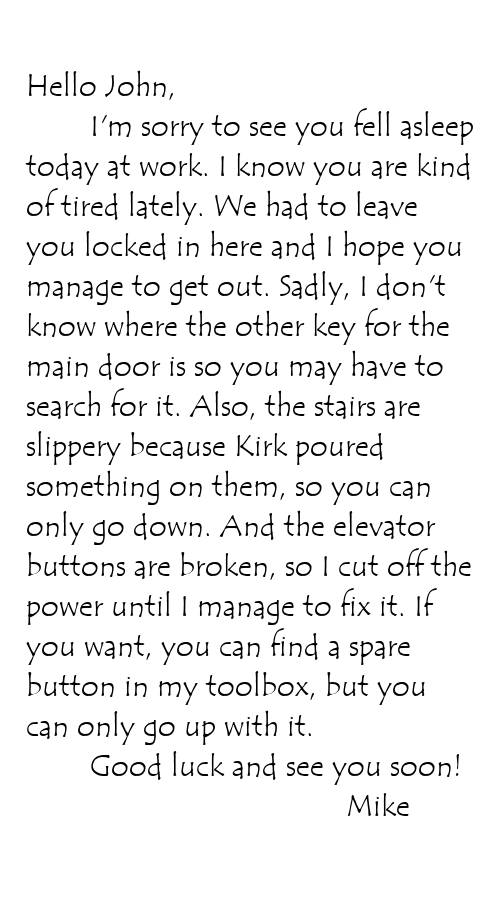 Hello John,
I'm sorry to see you fell asleep
today at work. I know you are kind
of tired lately. We had to leave
you locked in here and I hope you
manage to get out. Sadly, I don't
know where the other key for the
main door is so you may have to
search for it. Also, the stairs are
slippery because Kirk poured
something on them, so you can
only go down. And the elevator
buttons are broken, so I cut off the
power until I manage to fix it. If
you want, you can find a spare
button in my toolbox, but you
can only go up with it.
Good luck and see you soon!
Mike